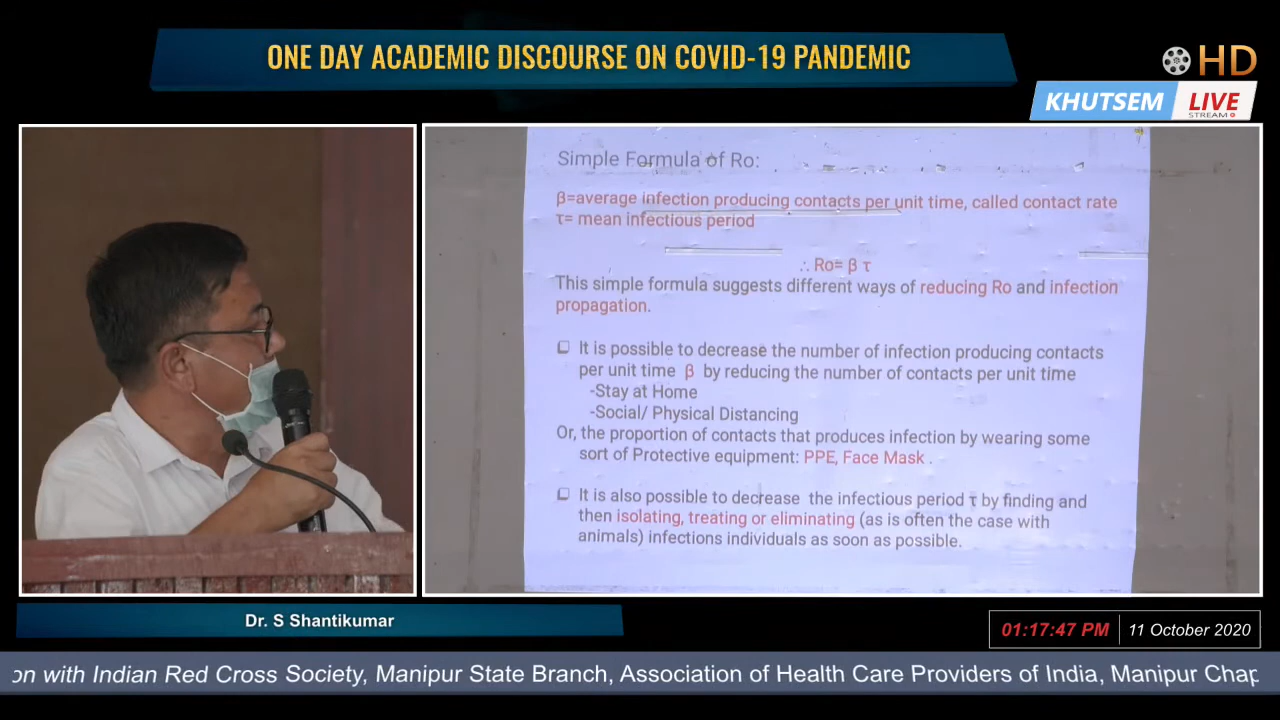 ONE DAY ACADEMIC DISCOURSE ON COVID-19 PANDEMIC
HD
KHUTSEM LIVE
STREAM
Simple Formula of Ro:
β=average infection producing contacts per unit time, called contact rate
τ= mean infectious period
∴ Ro= β τ
This simple formula suggests different ways of reducing Ro and infection
propagation.
❑ It is possible to decrease the number of infection producing contacts
per unit time β by reducing the number of contacts per unit time
-Stay at Home
-Social/ Physical Distancing
Or, the proportion of contacts that produces infection by wearing some
sort of Protective equipment: PPE, Face Mask .
❑ It is also possible to decrease the infectious period τ by finding and
then isolating, treating or eliminating (as is often the case with
animals) infections individuals as soon as possible.
Dr. S Shantikumar
01:17:47 PM 11 October 2020
on with Indian Red Cross Society, Manipur State Branch, Association of Health Care Providers of India, Manipur Chap